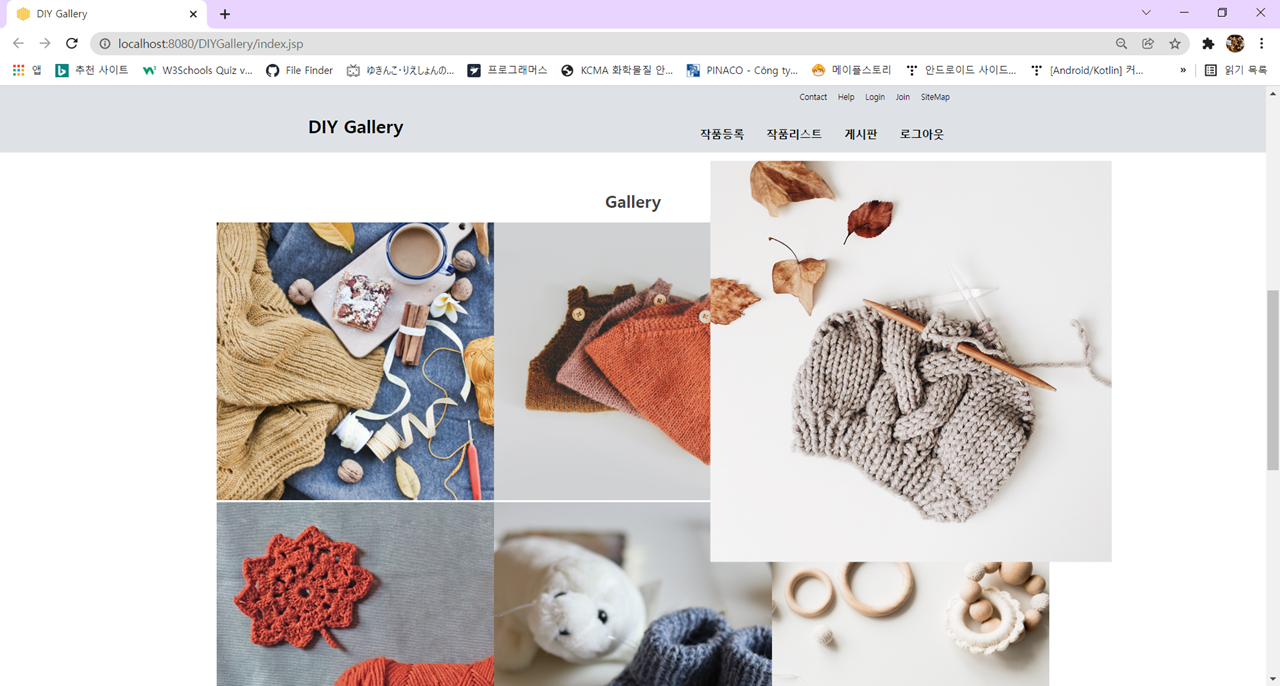 DIY Gallery
localhost:8080/DIYGallery/index.jsp
앱 추천 사이트 W3Schools Quiz v... File Finder ゆきんこ・りえしょんの... 프로그래머스 KCMA 화학물질 안... PINACO - Công ty... 메이플스토리 안드로이드 사이드... [Android/Kotlin] 커... » 읽기 목록
Contact Help Login Join SiteMap
DIY Gallery 작품등록 작품리스트 게시판 로그아웃
Gallery